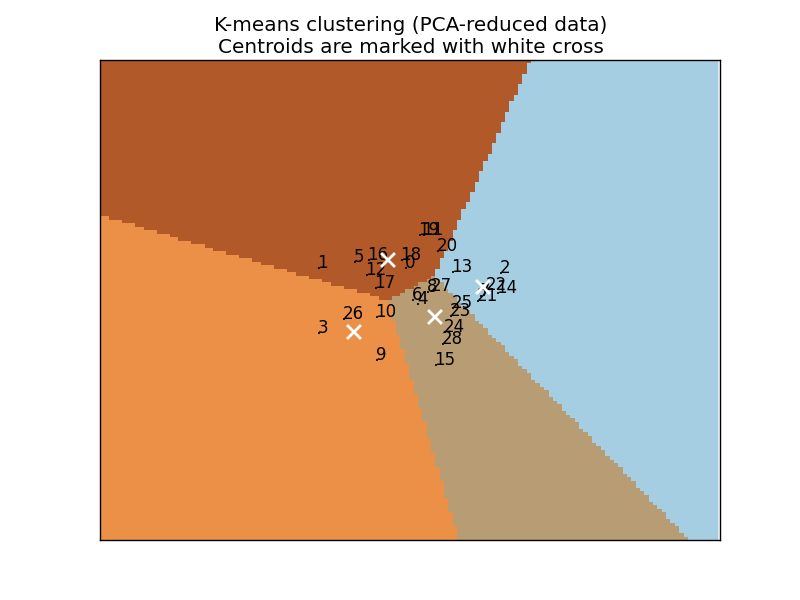 K-means clustering (PCA-reduced data)
Centroids are marked with white cross
19 11
20
5 16 18
1 12 0 13 2
17 8 27 22 14
6 4 21
26 10 25 23
3 24
28
9 15